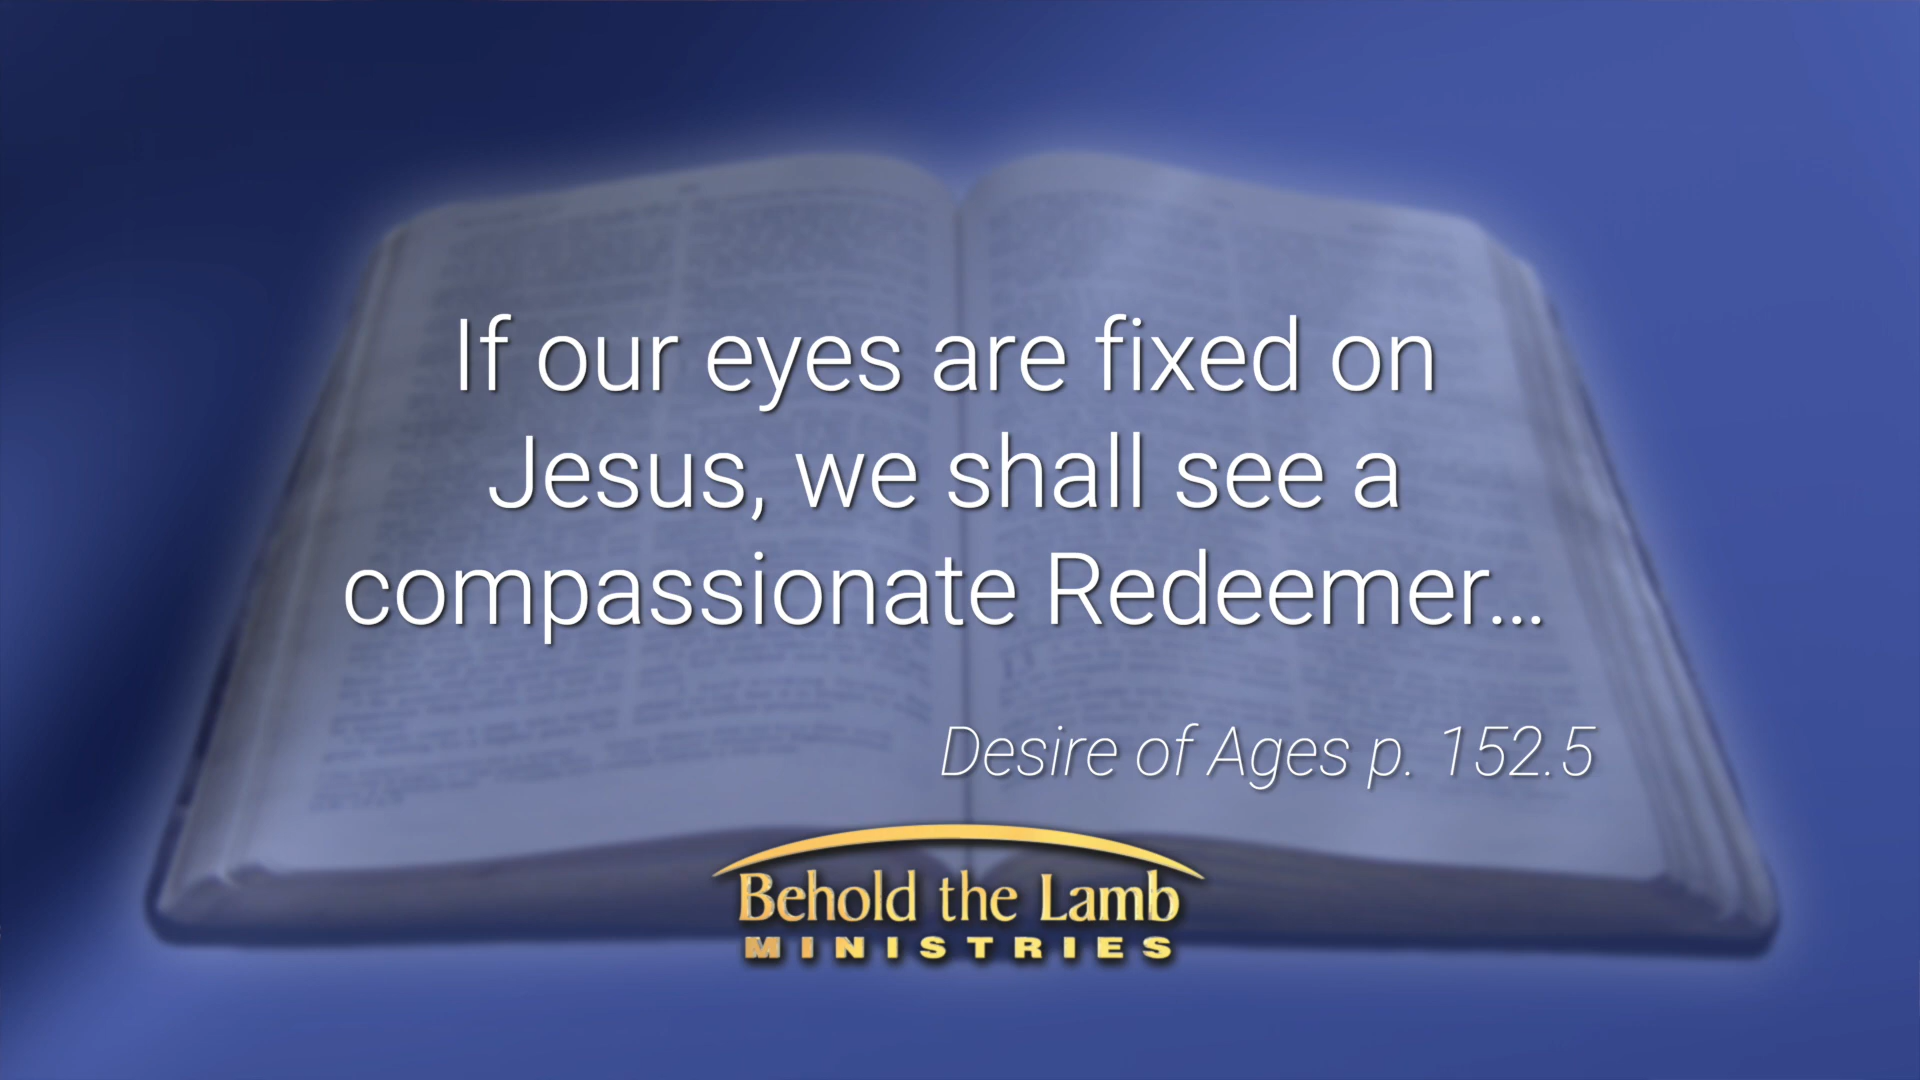 If our eyes are fixed on
Jesus, we shall see a
compassionate Redeemer...
Desire of Ages p. 152.5
Behold the Lamb
MINISTRIES